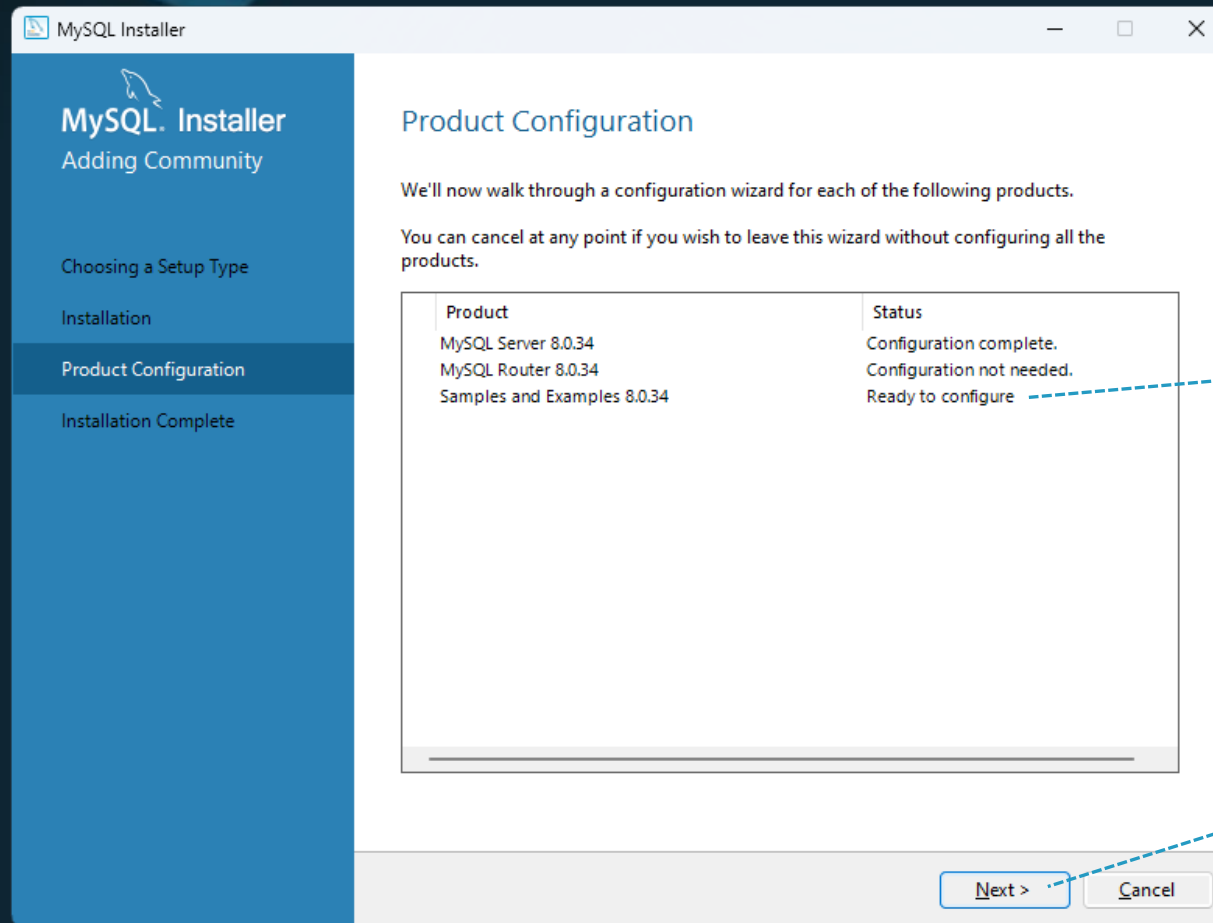 MySQL Installer
MySQL. Installer
Adding Community
Choosing a Setup Type
Installation
Product Configuration
Installation Complete
Product Configuration
We'll now walk through a configuration wizard for each of the following products.
You can cancel at any point if you wish to leave this wizard without configuring all the
products.
Product Status
MySQL Server 8.0.34 Configuration complete.
MySQL Router 8.0.34 Configuration not needed.
Samples and Examples 8.0.34 Ready to configure
Next > Cancel